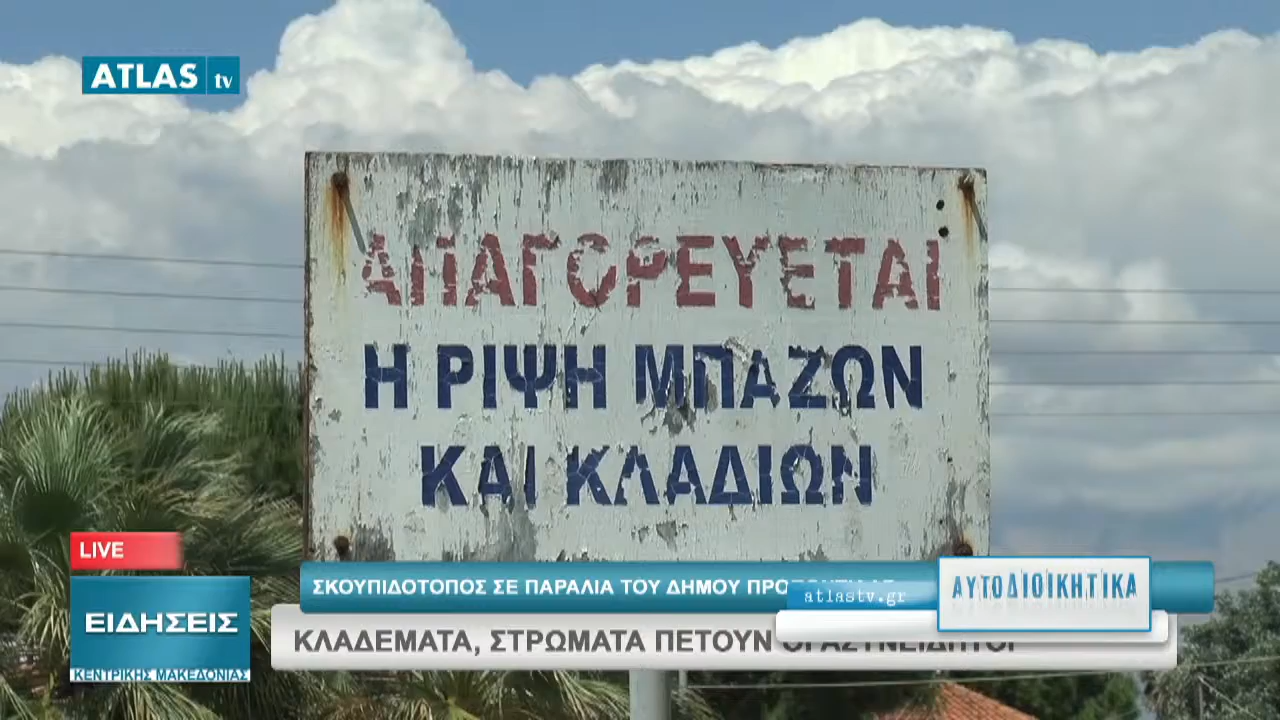 ATLAS tv
ΑΠΑΓΟΡΕΥΕΤΑΙ
Η ΡΙΨΗ ΜΠΑΖΩΝ
ΚΑΙ ΚΛΑΔΙΩΝ
LIVE
ΣΚΟΥΠΙΔΟΤΟΠΟΣ ΣΕ ΠΑΡΑΛΙΑ ΤΟΥ ΔΗΜΟΥ
ΑΥΤΟΔΙΟΙΚΗΤΙΚΑ
atlastv.gr
ΕΙΔΗΣΕΙΣ
ΚΛΑΔΕΜΑΤΑ, ΣΤΡΩΜΑΤΑ ΠΕΤΟΥΝ
ΚΕΝΤΡΙΚΗΣ ΜΑΚΕΔΟΝΙΑΣ